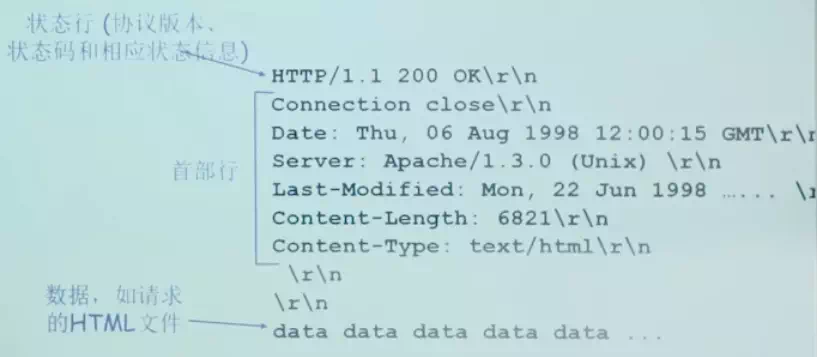 状态行 (协议版本、
状态码和相应状态信息)
HTTP/1.1 200 OK\r\n
Connection close\r\n
Date: Thu, 06 Aug 1998 12:00:15 GMT\r\n
Server: Apache/1.3.0 (Unix) \r\n
首部行
Last-Modified: Mon, 22 Jun 1998 …... \r
Content-Length: 6821\r\n
Content-Type: text/html\r\n
\r\n
\r\n
数据, 如请求
的HTML文件
data data data data data ...